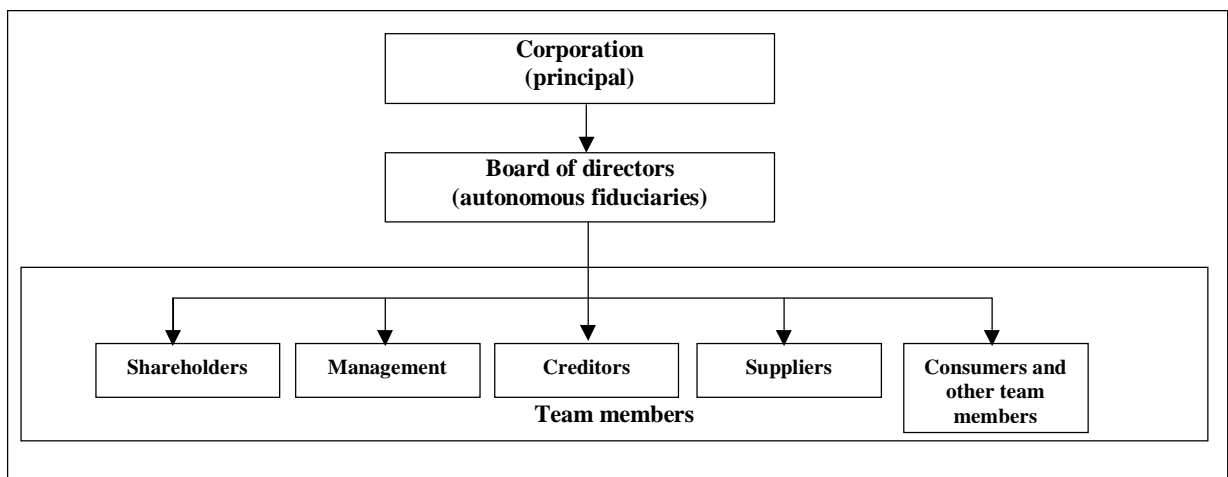 Corporation
(principal)
Board of directors
(autonomous fiduciaries)
Shareholders
Management
Creditors
Suppliers
Consumers and
other team
members
Team members